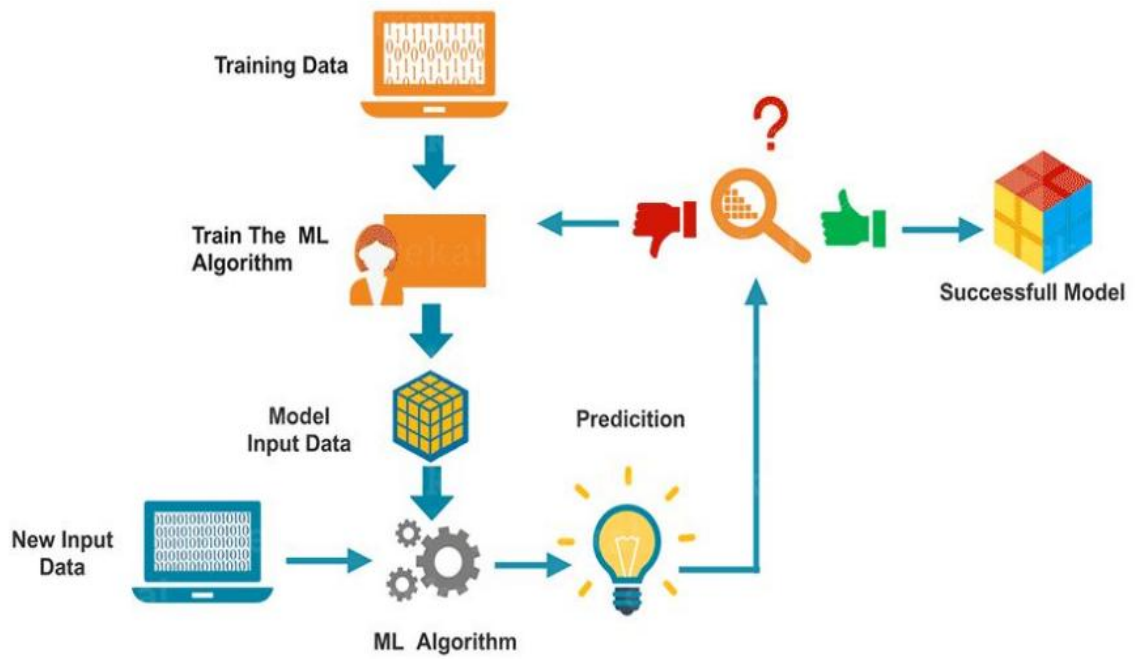 Training Data
Train The ML
Algorithm
Successfull Model
Model
Input Data
Predicition
New Input
Data
ML Algorithm